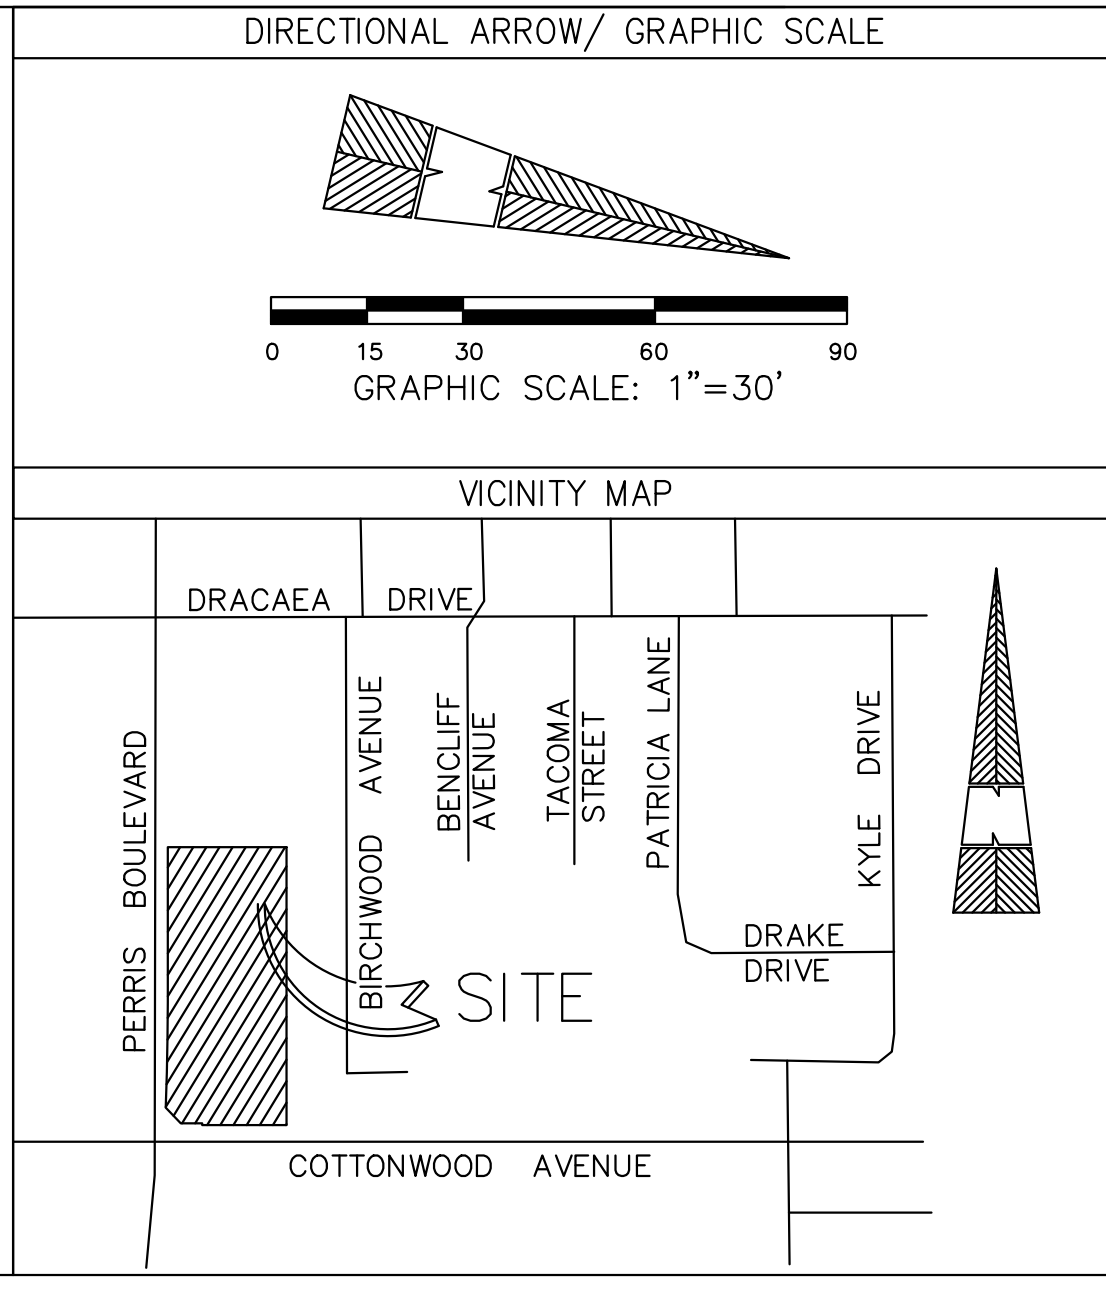 DIRECTIONAL ARROW/ GRAPHIC SCALE
0 15 30 60 90
GRAPHIC SCALE: 1"=30'
VICINITY MAP
DRACAEA DRIVE
PERRIS BOULEVARD
BIRCHWOOD AVENUE
BENCLIFF
AVENUE
TACOMA
STREET
PATRICIA LANE
KYLE DRIVE
DRAKE
DRIVE
SITE
COTTONWOOD AVENUE